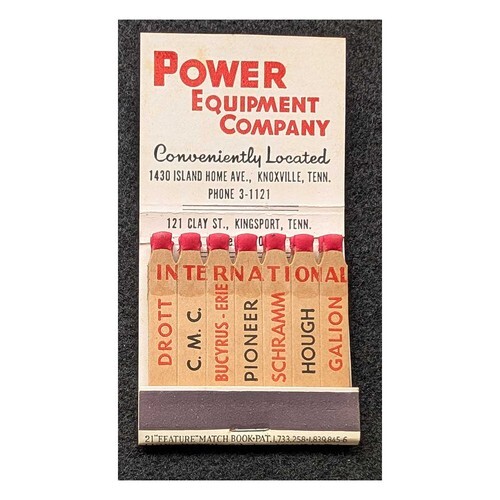 POWER
EQUIPMENT
COMPANY
Conveniently Located
1430 ISLAND HOME AVE., KNOXVILLE, TENN.
PHONE 3-1121
121 CLAY ST., KINGSPORT, TENN.
INTERNATIONAL
DROTT
C. M. C.
BUCYRUS - ERIE
PIONEER
SCHRAMM
HOUGH
GALION
21 "FEATURE" MATCH BOOK-PAT. 1,733,258-1,839,845-6